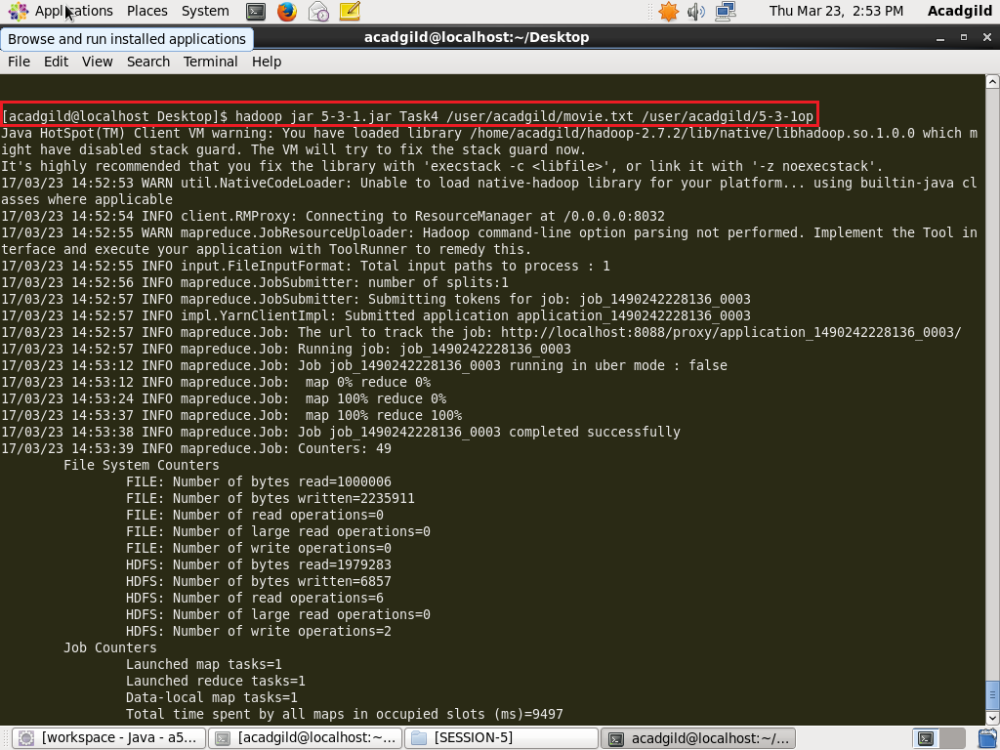 Applications Places System Thu Mar 23, 2:53 PM Acadgild
Browse and run installed applications
acadgild@localhost:~/Desktop
File Edit View Search Terminal Help
[acadgild@localhost Desktop]$ hadoop jar 5-3-1.jar Task4 /user/acadgild/movie.txt /user/acadgild/5-3-1op
Java HotSpot(TM) Client VM warning: You have loaded library /home/acadgild/hadoop-2.7.2/lib/native/libhadoop.so.1.0.0 which m
ight have disabled stack guard. The VM will try to fix the stack guard now.
It's highly recommended that you fix the library with 'execstack -c <libfile>', or link it with '-z noexecstack'.
17/03/23 14:52:53 WARN util.NativeCodeLoader: Unable to load native-hadoop library for your platform... using builtin-java cl
asses where applicable
17/03/23 14:52:54 INFO client.RMProxy: Connecting to ResourceManager at /0.0.0.0:8032
17/03/23 14:52:55 WARN mapreduce.JobResourceUploader: Hadoop command-line option parsing not performed. Implement the Tool in
terface and execute your application with ToolRunner to remedy this.
17/03/23 14:52:55 INFO input.FileInputFormat: Total input paths to process : 1
17/03/23 14:52:56 INFO mapreduce.JobSubmitter: number of splits:1
17/03/23 14:52:57 INFO mapreduce.JobSubmitter: Submitting tokens for job: job_1490242228136_0003
17/03/23 14:52:57 INFO impl.YarnClientImpl: Submitted application application_1490242228136_0003
17/03/23 14:52:57 INFO mapreduce.Job: The url to track the job: http://localhost:8088/proxy/application_1490242228136_0003/
17/03/23 14:52:57 INFO mapreduce.Job: Running job: job_1490242228136_0003
17/03/23 14:53:12 INFO mapreduce.Job: Job job_1490242228136_0003 running in uber mode : false
17/03/23 14:53:12 INFO mapreduce.Job:  map 0% reduce 0%
17/03/23 14:53:24 INFO mapreduce.Job:  map 100% reduce 0%
17/03/23 14:53:37 INFO mapreduce.Job:  map 100% reduce 100%
17/03/23 14:53:38 INFO mapreduce.Job: Job job_1490242228136_0003 completed successfully
17/03/23 14:53:39 INFO mapreduce.Job: Counters: 49
File System Counters
FILE: Number of bytes read=1000006
FILE: Number of bytes written=2235911
FILE: Number of read operations=0
FILE: Number of large read operations=0
FILE: Number of write operations=0
HDFS: Number of bytes read=1979283
HDFS: Number of bytes written=6857
HDFS: Number of read operations=6
HDFS: Number of large read operations=0
HDFS: Number of write operations=2
Job Counters
Launched map tasks=1
Launched reduce tasks=1
Data-local map tasks=1
Total time spent by all maps in occupied slots (ms)=9497
[workspace - Java - a5... [acadgild@localhost:~... [SESSION-5] acadgild@localhost:~/...